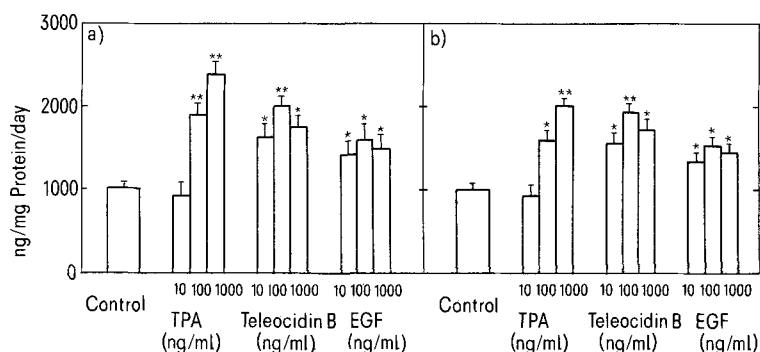 ng/mg Protein/day
3000
2000
1000
0
a)
** ** * ** * * * *
b)
* ** * ** * * * *
Control
10 100 1000
TPA
(ng/ml)
10 100 1000
Teleocidin B
(ng/ml)
10 100 1000
EGF
(ng/ml)
Control
10 100 1000
TPA
(ng/ml)
10 100 1000
Teleocidin B
(ng/ml)
10 100 1000
EGF
(ng/ml)